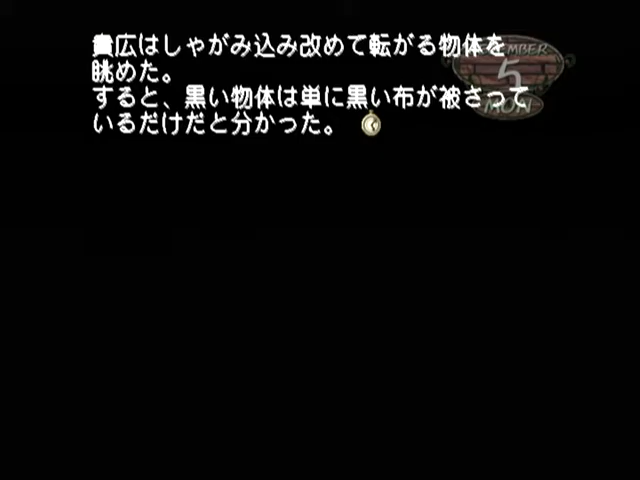 貴広はしゃがみ込み改めて転がる物体を
眺めた。
すると、黒い物体は単に黒い布が被さって
いるだけだと分かった。
5
MON